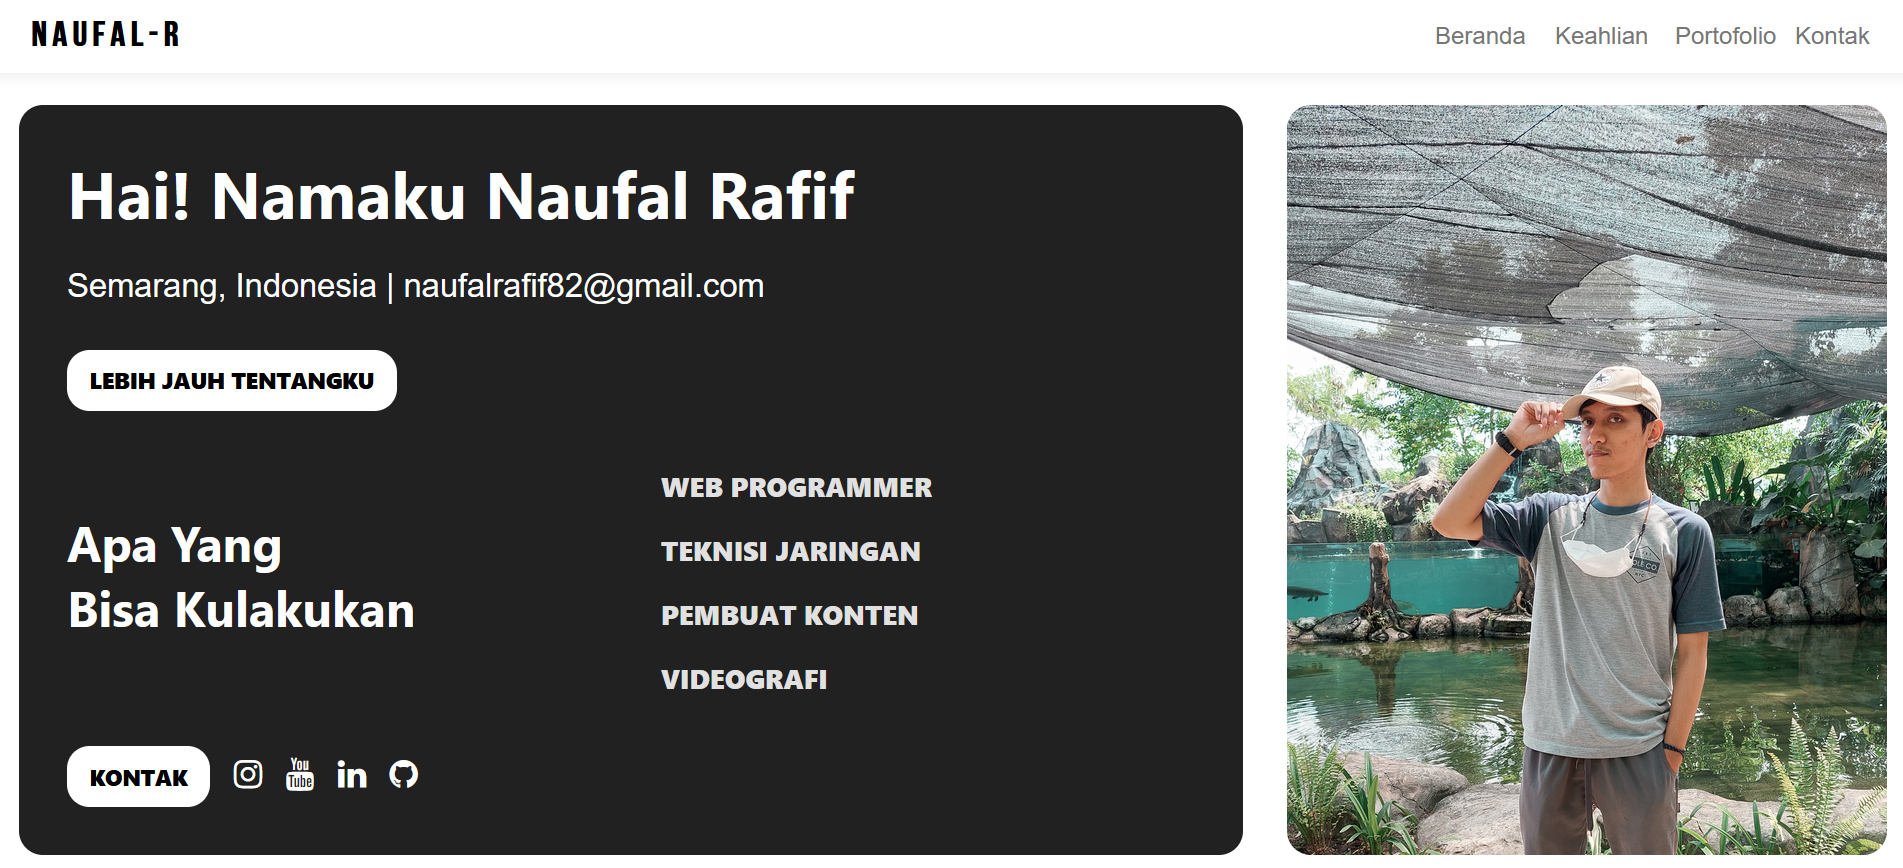 NAUFAL-R
Beranda Keahlian Portofolio Kontak
Hai! Namaku Naufal Rafif
Semarang, Indonesia | naufalrafif82@gmail.com
LEBIH JAUH TENTANGKU
Apa Yang
Bisa Kulakukan
WEB PROGRAMMER
TEKNISI JARINGAN
PEMBUAT KONTEN
VIDEOGRAFI
KONTAK
You
Tube
in